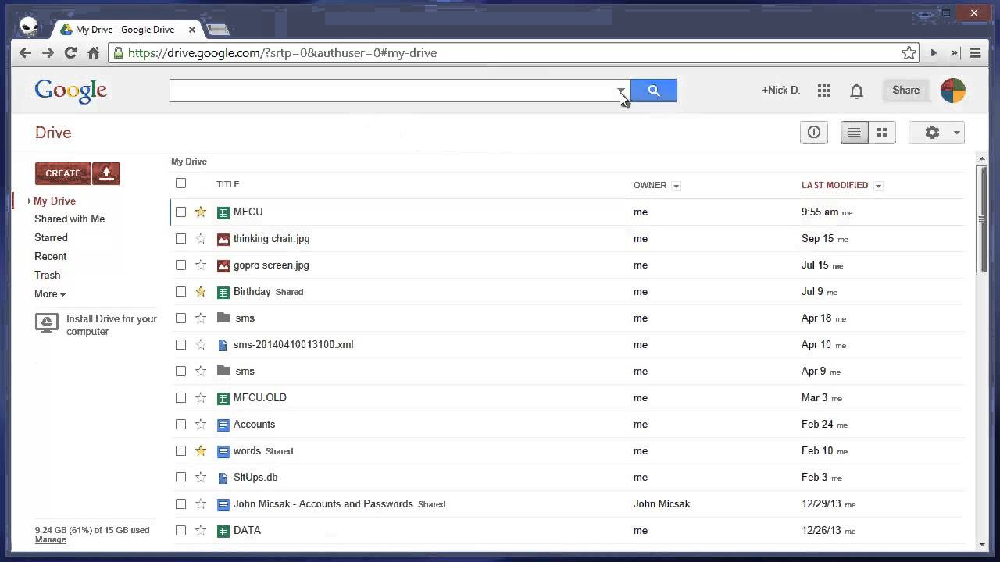 My Drive - Google Drive
https://drive.google.com/?srtp=0&authuser=0#my-drive
Google
+Nick D.
Share
Drive
CREATE
My Drive
Shared with Me
Starred
Recent
Trash
More
Install Drive for your
computer
9.24 GB (61%) of 15 GB used
Manage
My Drive
TITLE OWNER LAST MODIFIED
MFCU me 9:55 am me
thinking chair.jpg me Sep 15 me
gopro screen.jpg me Jul 15 me
Birthday Shared me Jul 9 me
sms me Apr 18 me
sms-20140410013100.xml me Apr 10 me
sms me Apr 9 me
MFCU.OLD me Mar 3 me
Accounts me Feb 24 me
words Shared me Feb 10 me
SitUps.db me Feb 3 me
John Micsak - Accounts and Passwords Shared John Micsak 12/29/13 me
DATA me 12/26/13 me